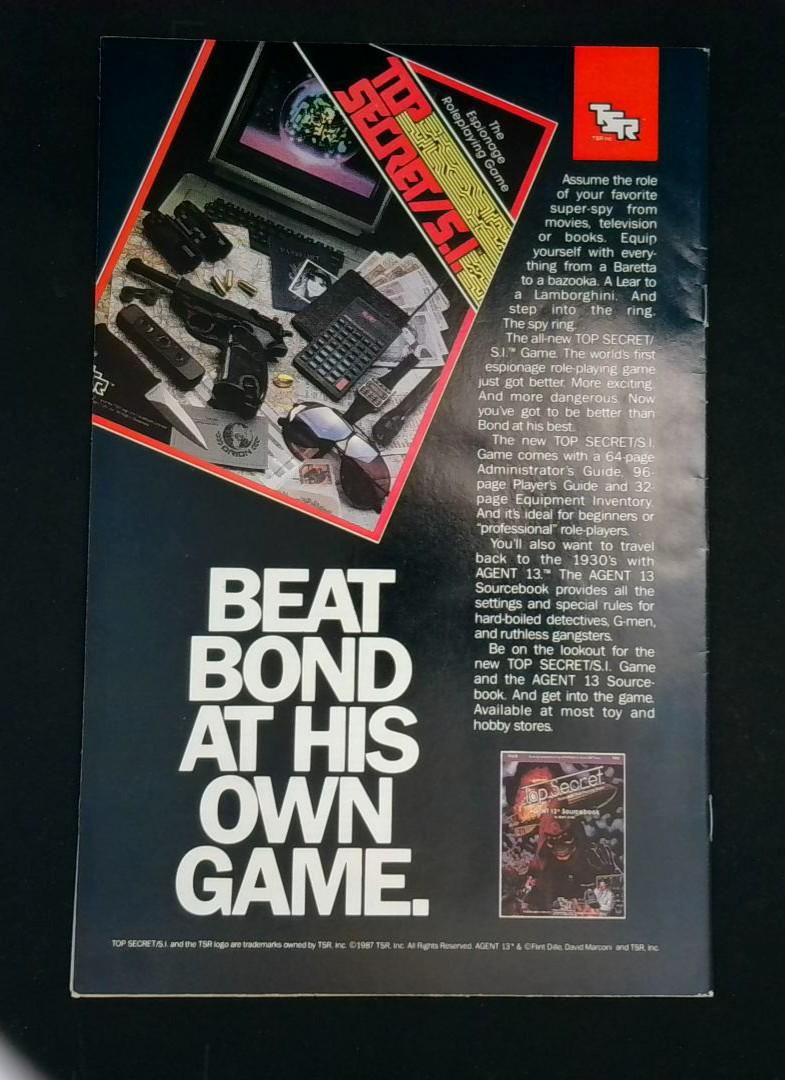 TOP
SECRET/S.I.™
The
Espionage
Roleplaying Game
TSR
TSR, Inc.
PASSPORT
ORION
Assume the role
of your favorite
super-spy from
movies, television
or books. Equip
yourself with every-
thing from a Baretta
to a bazooka. A Lear to
a Lamborghini. And
step into the ring.
The spy ring.
The all-new TOP SECRET/
S.I.™ Game. The world's first
espionage role-playing game
just got better. More exciting.
And more dangerous. Now
you've got to be better than
Bond at his best.
The new TOP SECRET/S.I.
Game comes with a 64-page
Administrator's Guide, 96-
page Player's Guide and 32-
page Equipment Inventory.
And it's ideal for beginners or
"professional" role-players.
You'll also want to travel
back to the 1930's with
AGENT 13.™ The AGENT 13
Sourcebook provides all the
settings and special rules for
hard-boiled detectives, G-men,
and ruthless gangsters.
Be on the lookout for the
new TOP SECRET/S.I. Game
and the AGENT 13 Source-
book. And get into the game.
Available at most toy and
hobby stores.
BEAT
BOND
AT HIS
OWN
GAME.
Top Secret
AGENT 13™ Sourcebook
TOP SECRET/S.I. and the TSR logo are trademarks owned by TSR, Inc. ©1987 TSR, Inc. All Rights Reserved. AGENT 13™ & ©Flint Dille, David Marconi and TSR, Inc.